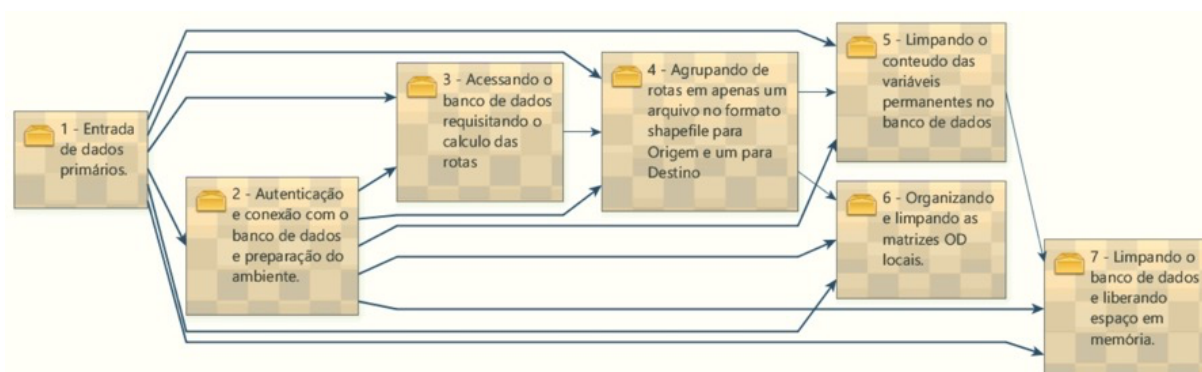 1 - Entrada
de dados
primários.
2 - Autenticação
e conexão com o
banco de dados
e preparação do
ambiente.
3 - Acessando o
banco de dados
requisitando o
calculo das
rotas
4 - Agrupando de
rotas em apenas um
arquivo no formato
shapefile para
Origem e um para
Destino
5 - Limpando o
conteudo das
variáveis
permanentes no
banco de dados
6 - Organizando
e limpando as
matrizes OD
locais.
7 - Limpando o
banco de dados
e liberando
espaço em
memória.